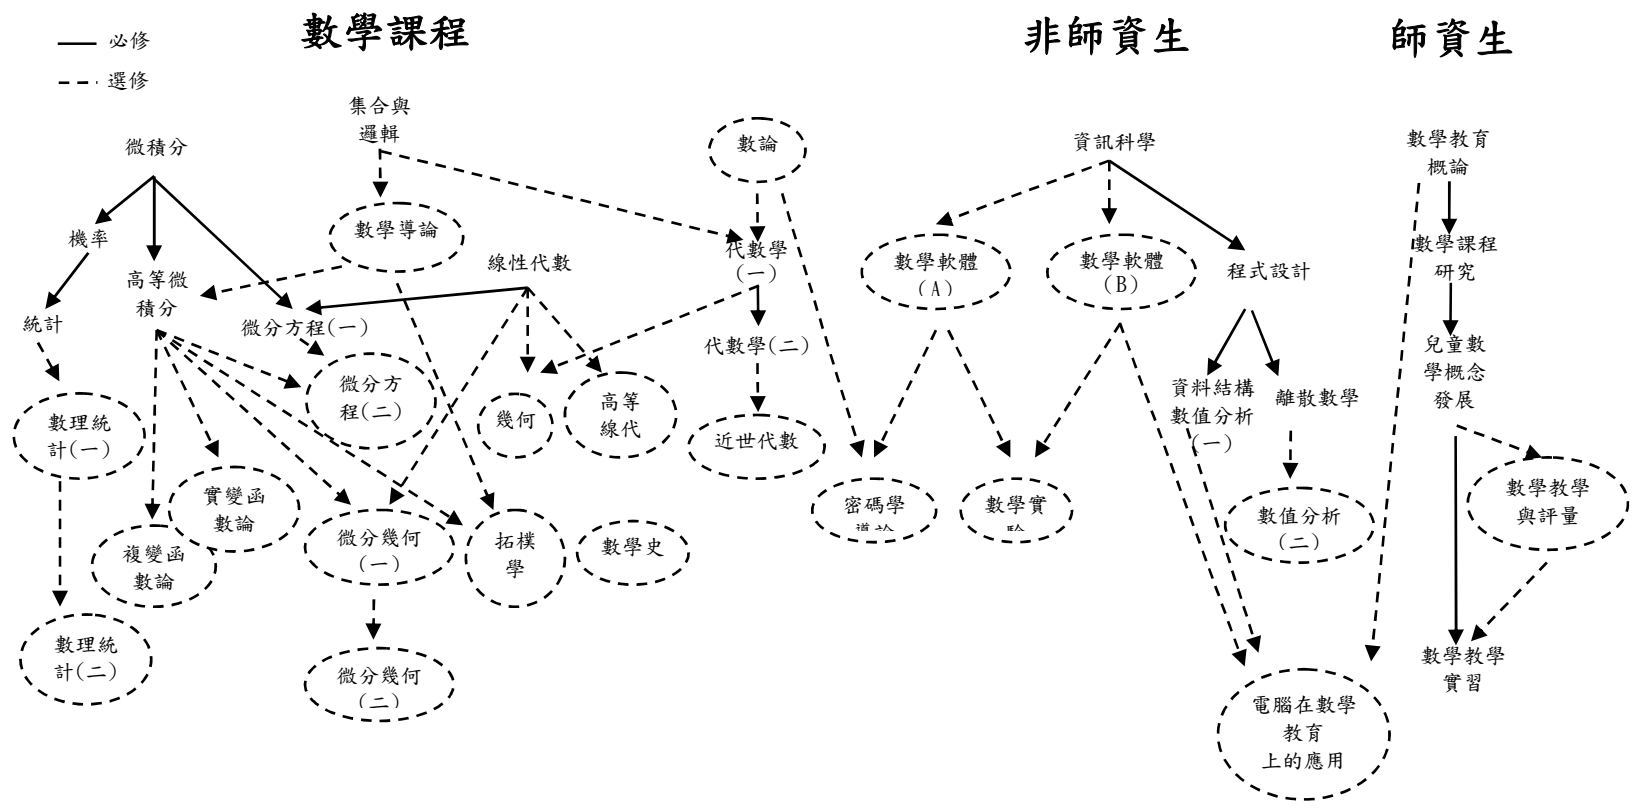 數學課程
非師資生
師資生
必修
選修
集合與
邏輯
微積分
數論
資訊科學
數學教育
概論
機率
數學導論
代數學
(一)
高等微
積分
線性代數
數學軟體
(A)
數學軟體
(B)
程式設計
數學課程
研究
統計
微分方程(一)
代數學(二)
兒童數
學概念
發展
數理統
計(一)
微分方
程(二)
幾何
高等
線代
近世代數
資料結構
數值分析
(一)
離散數學
實變函
數論
複變函
數論
微分幾何
(一)
拓樸
學
數學史
密碼學
數學實
數值分析
(二)
數學教學
與評量
數理統
計(二)
微分幾何
(二)
電腦在數學
教育
上的應用
數學教學
實習